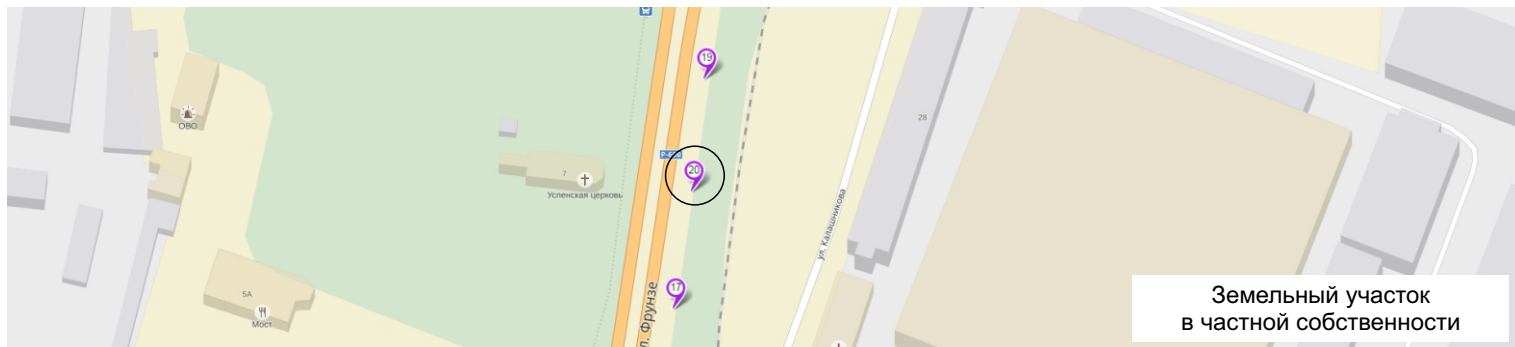 19
28
ОВО
20
7
Успенская церковь
ул. Калашникова
17
л. Фрунзе
5А
Мост
Земельный участок
в частной собственности